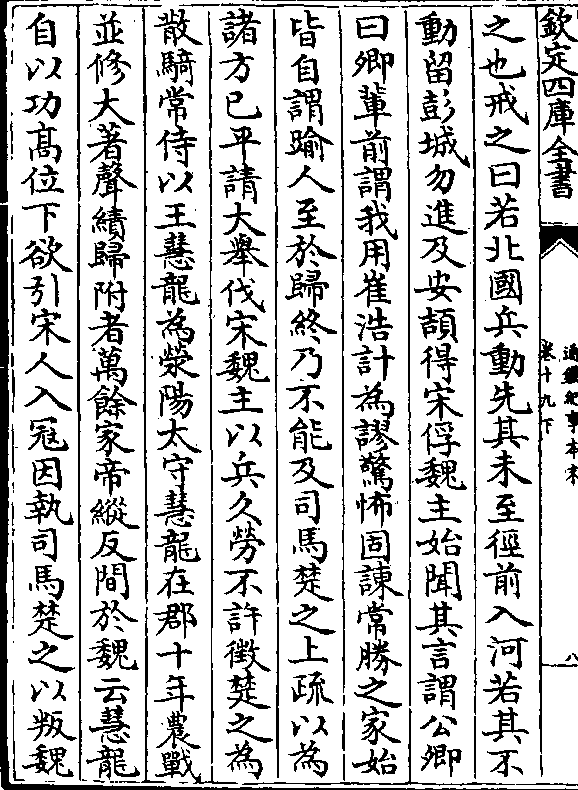 欽定四庫全書
通鑑紀事本末
卷十九下
八
之也戒之曰若北國兵動先其未至徑前入河若其不
動留彭城勿進及安頡得宋俘魏主始聞其言謂公卿
曰卿軰前謂我用崔浩計為謬驚怖固諫常勝之家始
皆自謂踰人至於歸終乃不能及司馬楚之上疏以為
諸方已平請大舉伐宋魏主以兵久勞不許徵楚之為
散騎常侍以王慧龍為滎陽太守慧龍在郡十年農戰
並修大著聲績歸附者萬餘家帝縱反間於魏云慧龍
自以功髙位下欲引宋人入冦因執司馬楚之以叛魏